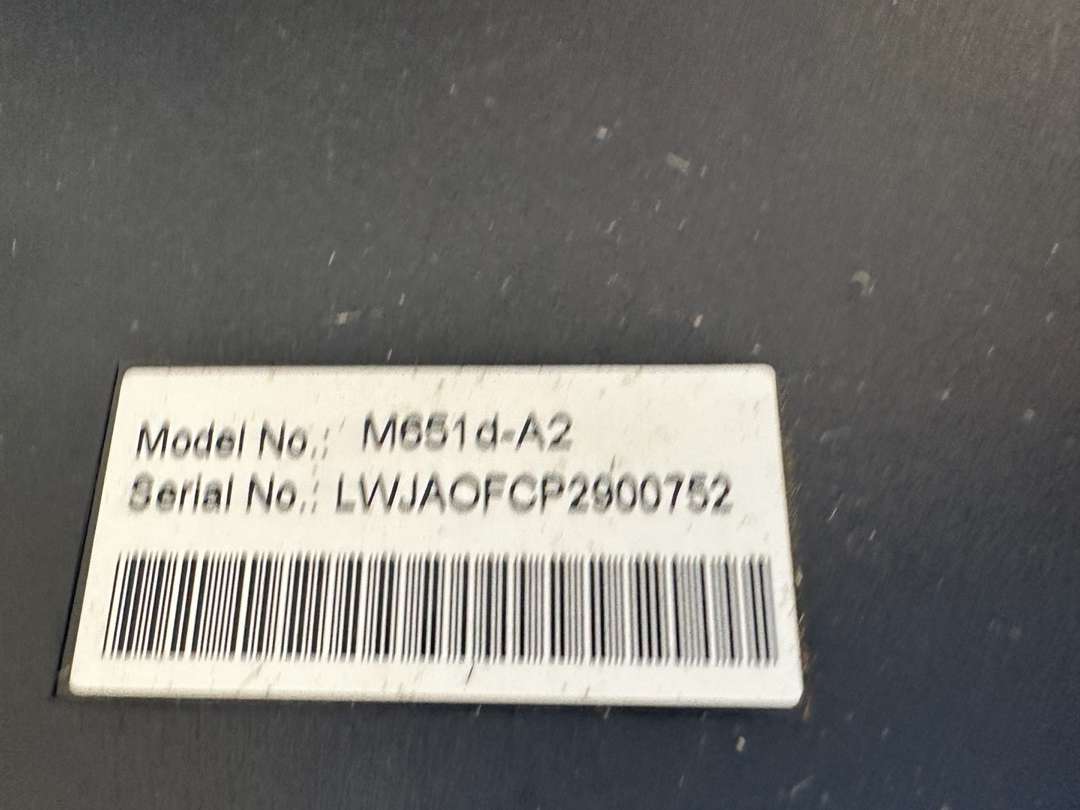 Model No.: M651d-A2
Serial No.: LWJAOFCP2900752